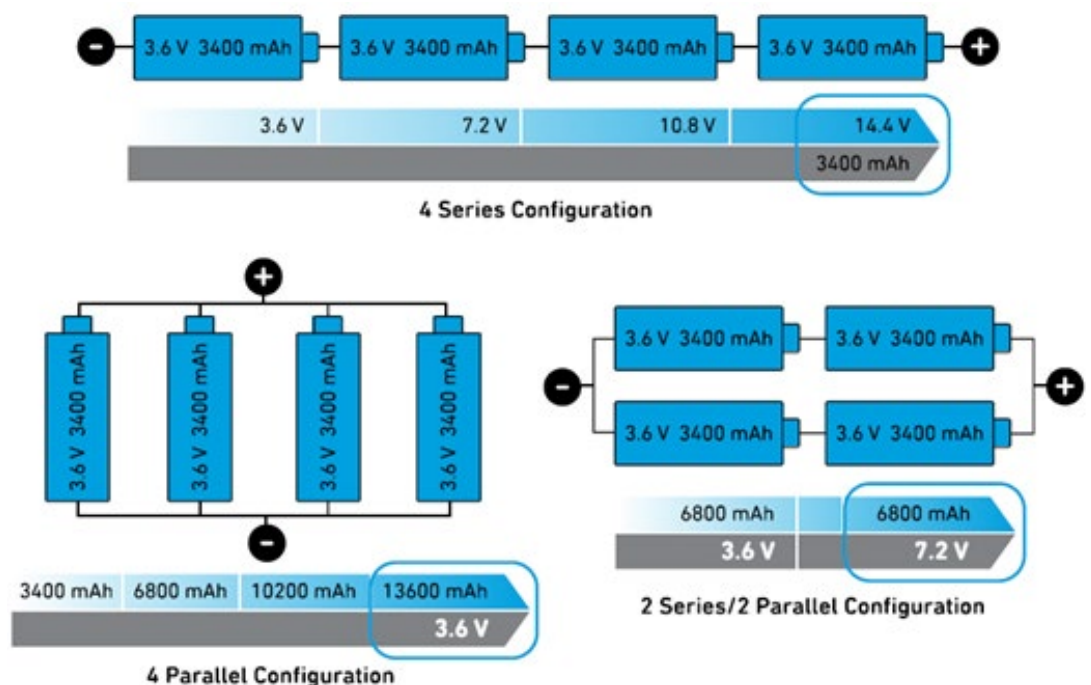 - 3.6 V 3400 mAh 3.6 V 3400 mAh 3.6 V 3400 mAh 3.6 V 3400 mAh +
3.6 V 7.2 V 10.8 V 14.4 V
3400 mAh
4 Series Configuration
+
3.6 V 3400 mAh
3.6 V 3400 mAh
3.6 V 3400 mAh
3.6 V 3400 mAh
-
3400 mAh 6800 mAh 10200 mAh 13600 mAh
3.6 V
4 Parallel Configuration
3.6 V 3400 mAh 3.6 V 3400 mAh
- +
3.6 V 3400 mAh 3.6 V 3400 mAh
6800 mAh 6800 mAh
3.6 V 7.2 V
2 Series/2 Parallel Configuration